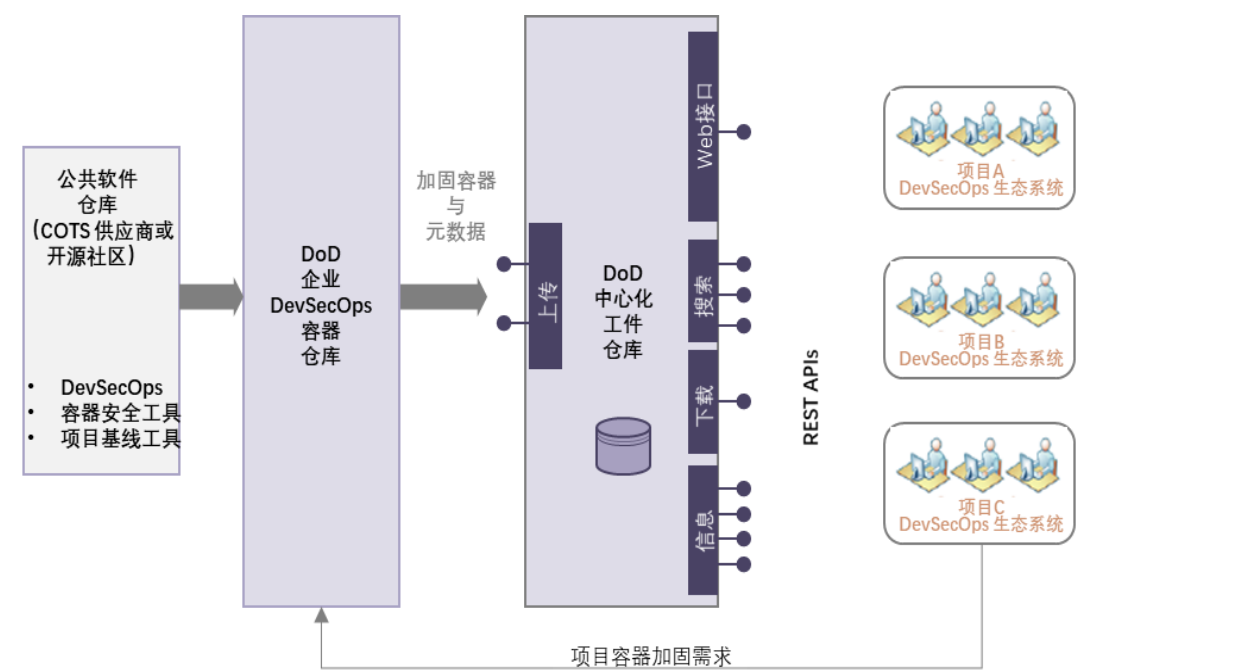 公共软件
仓库
（COTS 供应商或
开源社区）
• DevSecOps
• 容器安全工具
• 项目基线工具
DoD
企业
DevSecOps
容器
仓库
加固容器
与
元数据
上传
DoD
中心化
工件
仓库
Web接口
搜索
下载
信息
REST APIs
项目A
DevSecOps 生态系统
项目B
DevSecOps 生态系统
项目C
DevSecOps 生态系统
项目容器加固需求